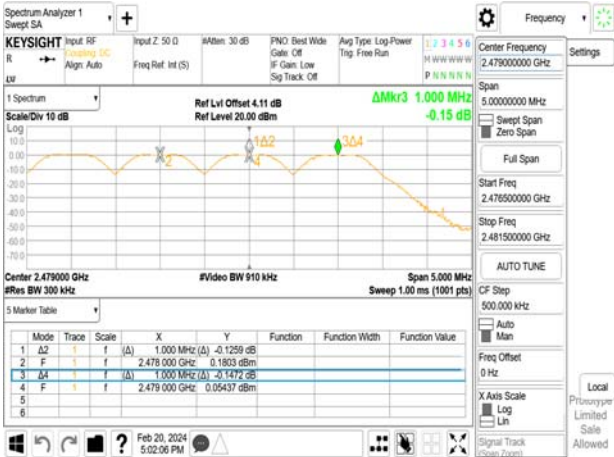 Spectrum Analyzer 1
Swept SA
+
Frequency
KEYSIGHT
Input: RF
Coupling: DC
Align: Auto
Input Z: 50 Ω
Freq Ref: Int (S)
#Atten: 30 dB
PNO: Best Wide
Gate: Off
IF Gain: Low
Sig Track: Off
Avg Type: Log-Power
Trig: Free Run
1 2 3 4 5 6
M W W W W W
P N N N N N
R
1 Spectrum
Scale/Div 10 dB
Ref Lvl Offset 4.11 dB
Ref Level 20.00 dBm
ΔMkr3 1.000 MHz
-0.15 dB
Log
10.0
0.00
-10.0
-20.0
-30.0
-40.0
-50.0
-60.0
-70.0
2
1Δ2
4
3Δ4
Center 2.479000 GHz
#Res BW 300 kHz
#Video BW 910 kHz
Span 5.000 MHz
Sweep 1.00 ms (1001 pts)
5 Marker Table
Mode Trace Scale X Y Function Function Width Function Value
1 Δ2 1 f (Δ) 1.000 MHz (Δ) -0.1259 dB
2 F 1 f 2.478 000 GHz 0.1803 dBm
3 Δ4 1 f (Δ) 1.000 MHz (Δ) -0.1472 dB
4 F 1 f 2.479 000 GHz 0.05437 dBm
5
6
Feb 20, 2024
5:02:06 PM
?
Center Frequency
2.479000000 GHz
Span
5.00000000 MHz
Swept Span
Zero Span
Full Span
Start Freq
2.476500000 GHz
Stop Freq
2.481500000 GHz
AUTO TUNE
CF Step
500.000 kHz
Auto
Man
Freq Offset
0 Hz
X Axis Scale
Log
Lin
Signal Track
(Span Zoom)
Settings
Local
Prototype
Limited
Sale
Allowed